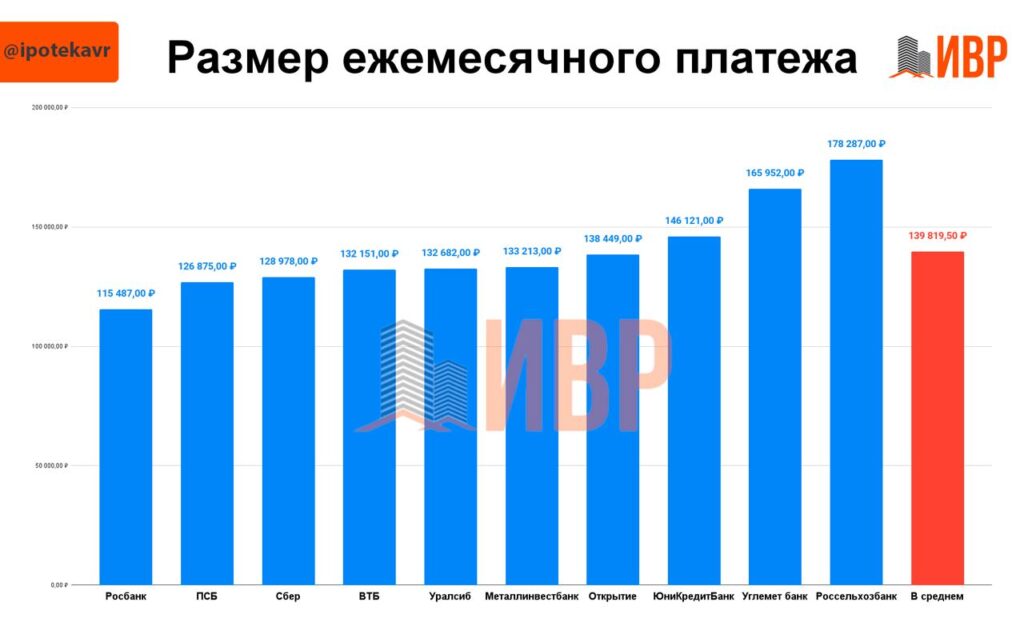 @ipotekavr
Размер ежемесячного платежа
ИВР
200 000,00 ₽
150 000,00 ₽
100 000,00 ₽
50 000,00 ₽
0,00 ₽
115 487,00 ₽
126 875,00 ₽
128 978,00 ₽
132 151,00 ₽
132 682,00 ₽
133 213,00 ₽
138 449,00 ₽
146 121,00 ₽
165 952,00 ₽
178 287,00 ₽
139 819,50 ₽
ИВР
Росбанк
ПСБ
Сбер
ВТБ
Уралсиб
Металлинвестбанк
Открытие
ЮниКредитБанк
Углемет банк
Россельхозбанк
В среднем